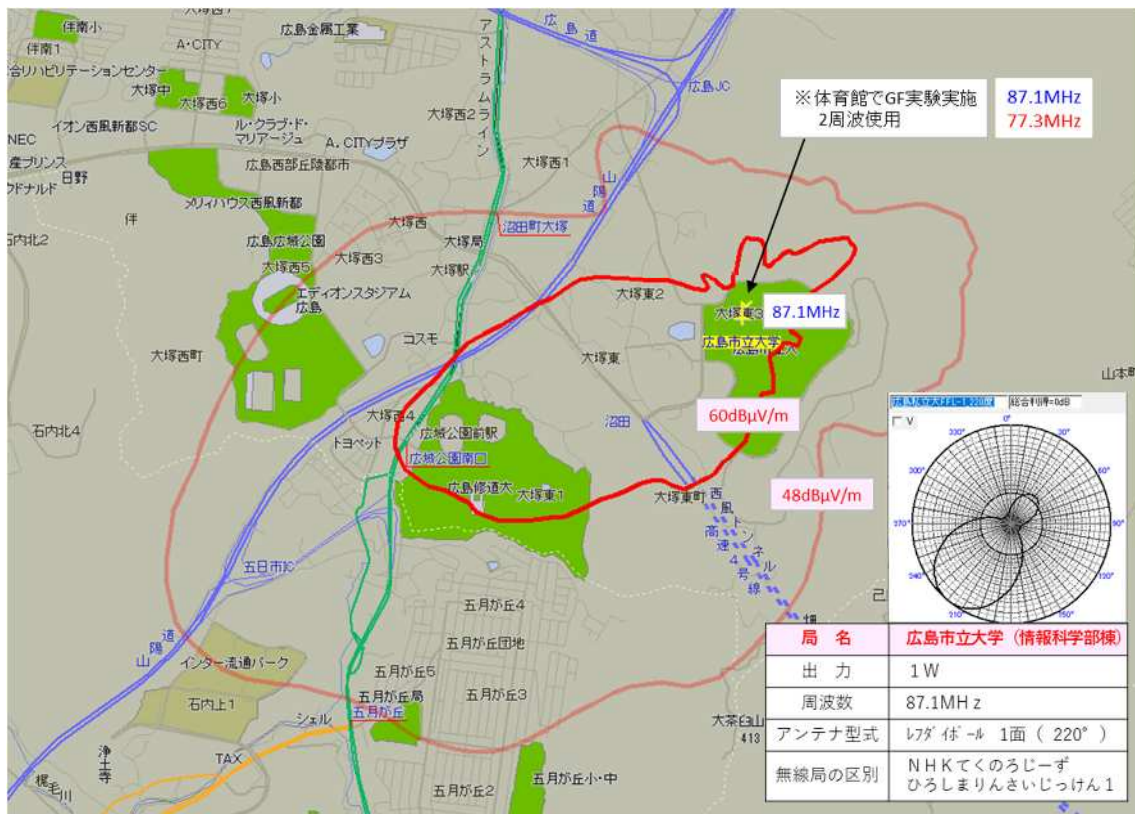 伴南小
伴南1
A・CITY
広島金属工業
合リハビリテーションセンター
大塚中
大塚西6
大塚小
アストラムライン
広島道
広島JC
大塚西2
NEC
イオン西風新都SC
ル・クラブ・ド・
マリアージュ
A.CITYプラザ
産プリンス
クドナルド
日野
広島西部丘陵都市
大塚西1
山陽道
※体育館でGF実験実施
2周波使用
87.1MHz
77.3MHz
伴
メリィハウス西風新都
大塚西
沼田町大塚
石内北2
広島広域公園
大塚局
大塚西5
大塚西3
大塚駅
エディオンスタジアム
広島
大塚東2
大塚東3
87.1MHz
広島市立大学
コスモ
大塚西町
大塚東
山本町
大塚西4
60dBμV/m
石内北4
トヨペット
広域公園前駅
沼田
広域公園南口
広島修道大
大塚東1
大塚東町
48dBμV/m
西風トンネル
高速4号線
畑
五日市IC
山陽道
五月が丘4
五月が丘団地
インター流通パーク
五月が丘5
五月が丘3
石内上1
五月が丘局
五月が丘
シェル
大茶臼山
413
浄土寺
TAX
梶毛川
五月が丘2
五月が丘小・中
総合利得=0dB
V
0°
330°
30°
60°
270°
90°
240°
120°
210°
150°
局 名 広島市立大学（情報科学部棟）
出 力 1W
周波数 87.1MHz
アンテナ型式 ﾚﾌﾀﾞｲﾎﾟｰﾙ 1面（ 220°）
無線局の区別 NHKてくのろじーず
ひろしまりんさいじっけん1